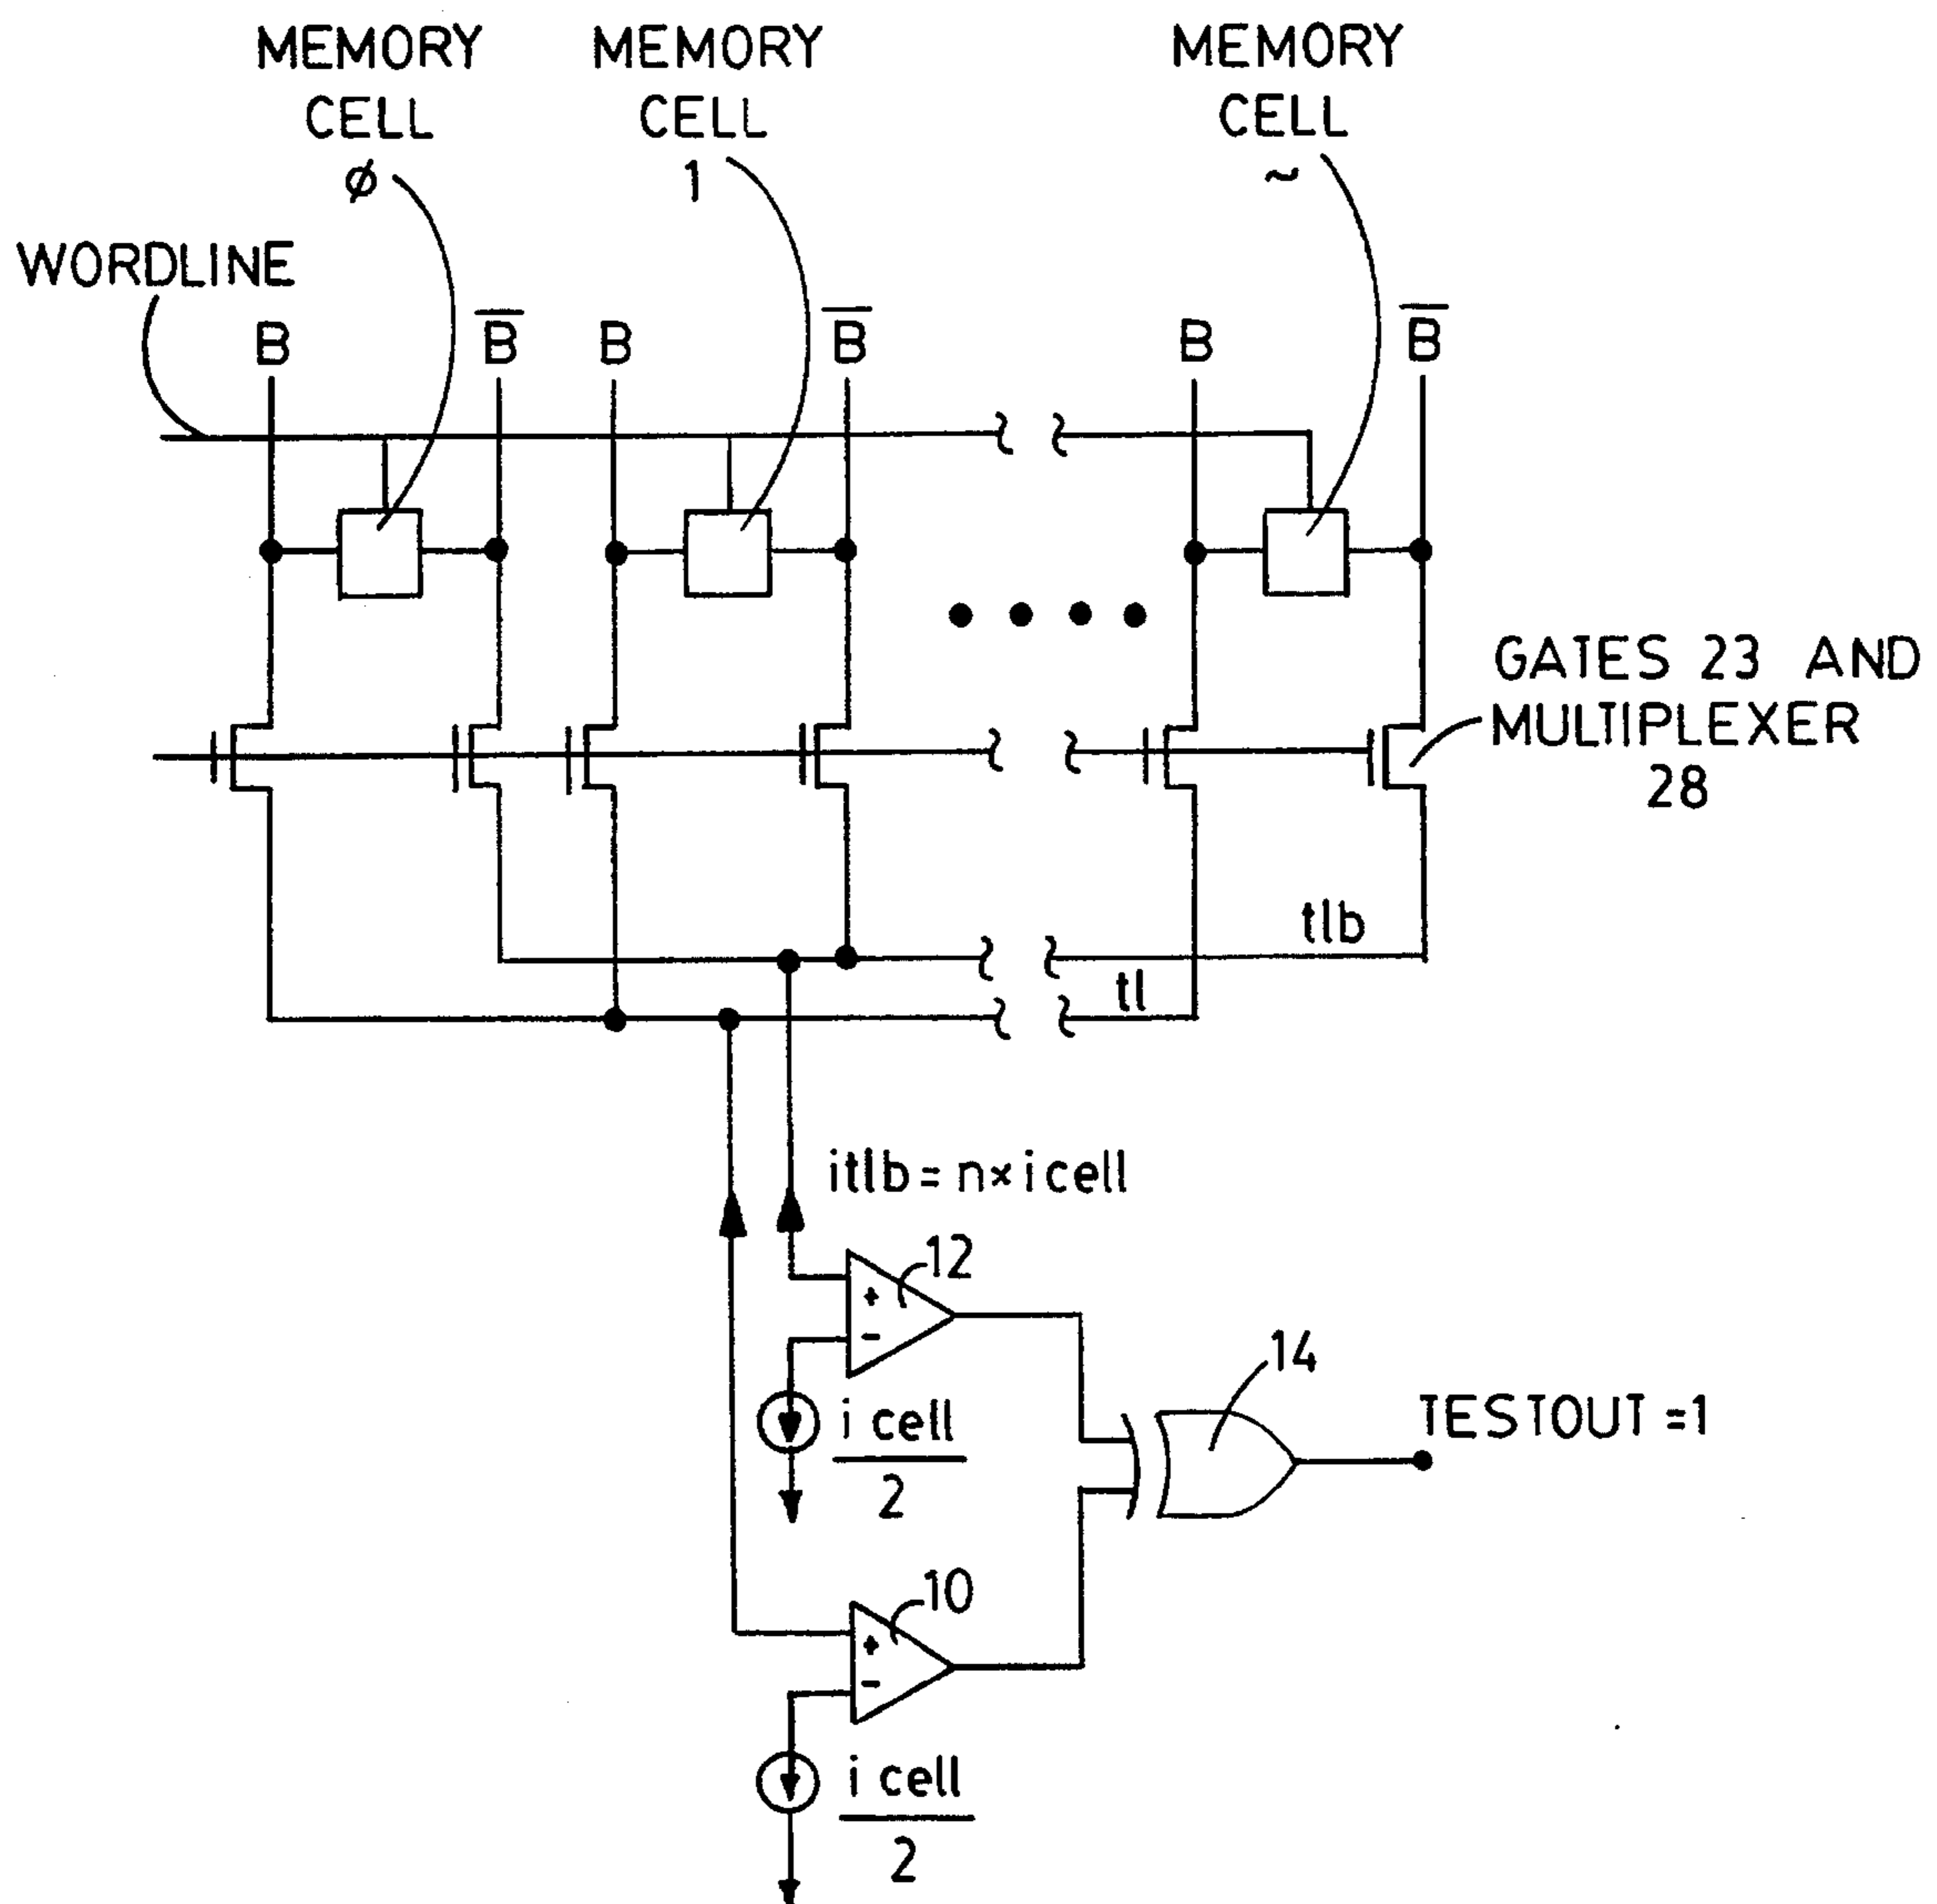 MEMORY CELL Ø
MEMORY CELL 1
MEMORY CELL ~
WORDLINE
B
B̅
B
B̅
B
B̅
GATES 23 AND
MULTIPLEXER
28
tlb
tl
itlb = n× i cell
12
+
-
i cell
2
14
TESTOUT =1
10
+
-
i cell
2